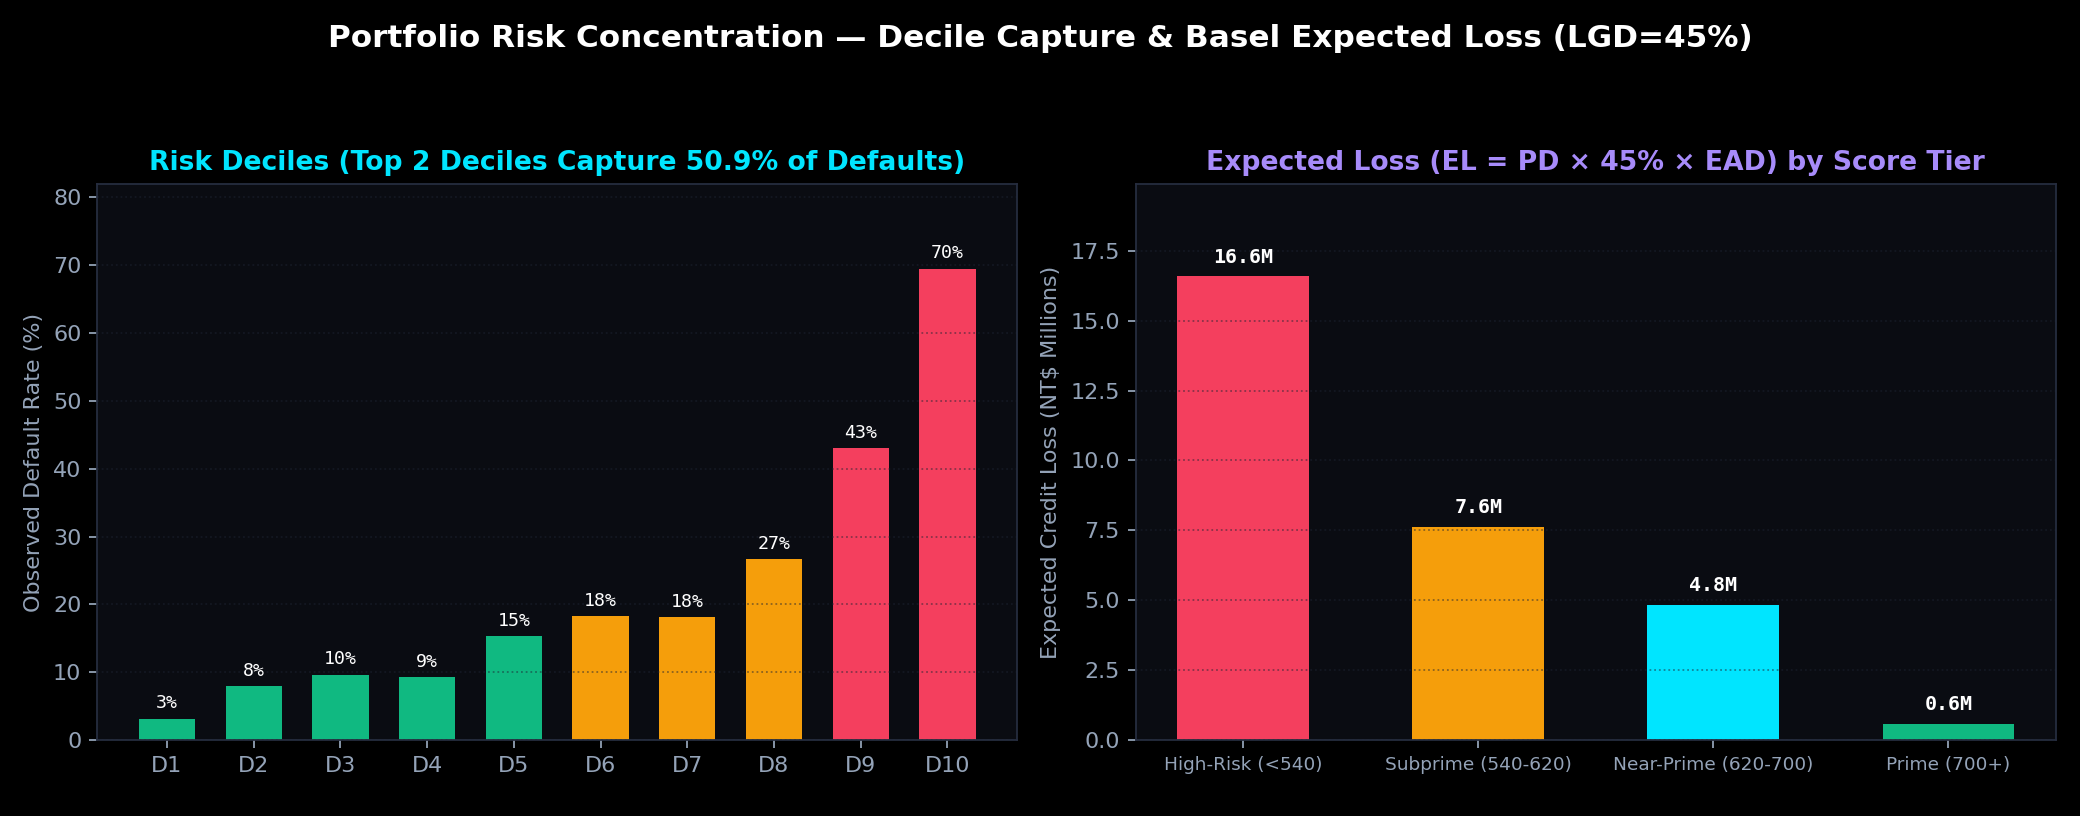 Portfolio Risk Concentration — Decile Capture & Basel Expected Loss (LGD=45%)
Risk Deciles (Top 2 Deciles Capture 50.9% of Defaults)
Observed Default Rate (%)
80
70
60
50
40
30
20
10
0
3%
8%
10%
9%
15%
18%
18%
27%
43%
70%
D1 D2 D3 D4 D5 D6 D7 D8 D9 D10
Expected Loss (EL = PD × 45% × EAD) by Score Tier
Expected Credit Loss (NT$ Millions)
17.5
15.0
12.5
10.0
7.5
5.0
2.5
0.0
16.6M
7.6M
4.8M
0.6M
High-Risk (<540) Subprime (540-620) Near-Prime (620-700) Prime (700+)